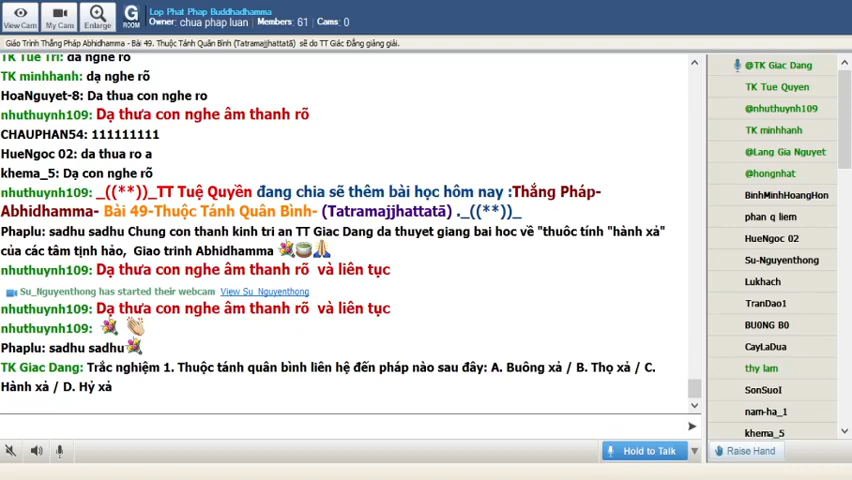 Lop Phat Phap Buddhadhamma
Owner: chua phap luan Members: 61 Cams: 0
View Cam
My Cam
Enlarge
G
ROOM
Giáo Trình Thắng Pháp Abhidhamma - Bài 49. Thuộc Tánh Quân Bình (Tatramajjhattatā) sẽ do TT Giác Đẳng giảng giải.
TK Tue Tri: da nghe ro
TK minhhanh: dạ nghe rõ
HoaNguyet-8: Da thua con nghe ro
nhuthuynh109: Dạ thưa con nghe âm thanh rõ
CHAUPHAN54: 111111111
HueNgoc 02: da thua ro a
khema_5: Dạ con nghe rõ
nhuthuynh109: _((**))_TT Tuệ Quyền đang chia sẽ thêm bài học hôm nay :Thắng Pháp-
Abhidhamma- Bài 49-Thuộc Tánh Quân Bình- (Tatramajjhattatā) ._((**))_
Phaplu: sadhu sadhu Chung con thanh kinh tri an TT Giac Dang da thuyet giang bai hoc về "thuôc tính "hành xả"
của các tâm tịnh hảo, Giao trinh Abhidhamma
nhuthuynh109: Dạ thưa con nghe âm thanh rõ và liên tục
Su_Nguyenthong has started their webcam View Su_Nguyenthong
nhuthuynh109: Dạ thưa con nghe âm thanh rõ và liên tục
nhuthuynh109:
Phaplu: sadhu sadhu
TK Giac Dang: Trắc nghiệm 1. Thuộc tánh quân bình liên hệ đến pháp nào sau đây: A. Buông xả / B. Thọ xả / C.
Hành xả / D. Hỷ xả
@TK Giac Dang
TK Tue Quyen
@nhuthuynh109
TK minhhanh
@Lang Gia Nguyet
@hongnhat
BinhMinhHoangHon
phan q liem
HueNgoc 02
Su-Nguyenthong
Lukhach
TranDao1
BU0NG B0
CayLaDua
thy lam
SonSuoI
nam-ha_1
khema_5
Hold to Talk
Raise Hand